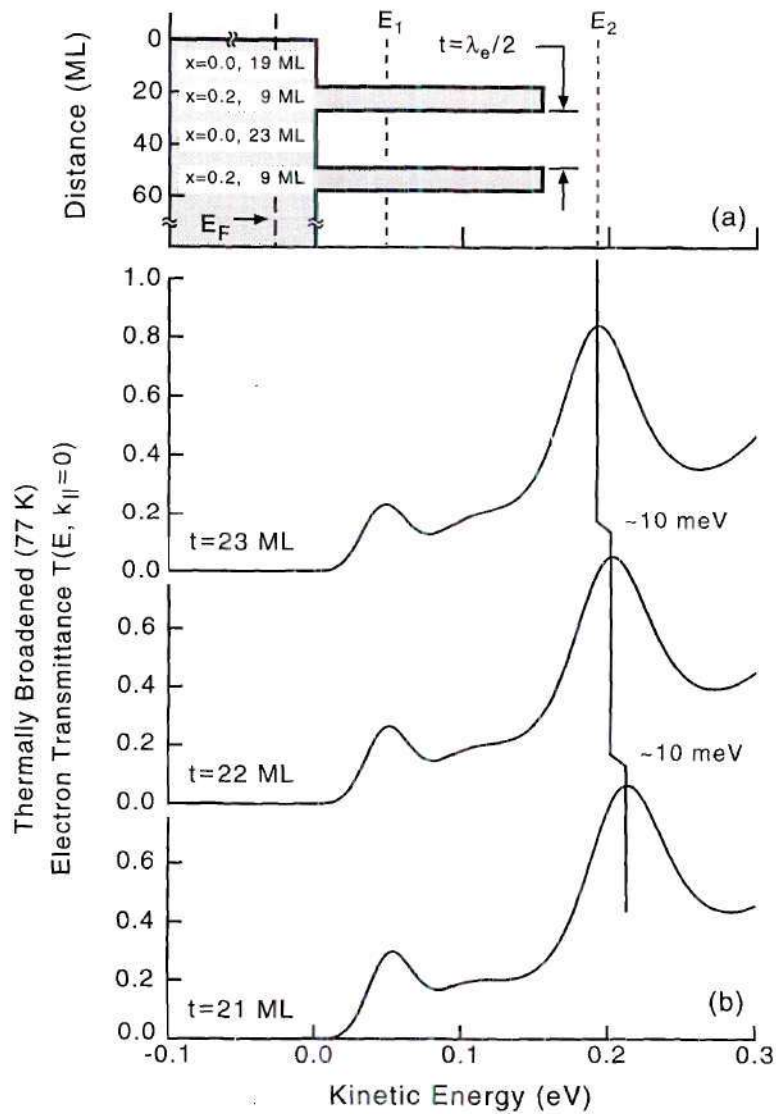 E₁
E₂
t=λₑ/2
Distance (ML)
0
20
40
60
x=0.0, 19 ML
x=0.2, 9 ML
x=0.0, 23 ML
x=0.2, 9 ML
E_F
(a)
Thermally Broadened (77 K)
Electron Transmittance T(E, k||=0)
1.0
0.8
0.6
0.4
0.2
0.0
t=23 ML
~10 meV
0.6
0.4
0.2
0.0
t=22 ML
~10 meV
0.6
0.4
0.2
0.0
t=21 ML
(b)
-0.1
0.0
0.1
0.2
0.3
Kinetic Energy (eV)